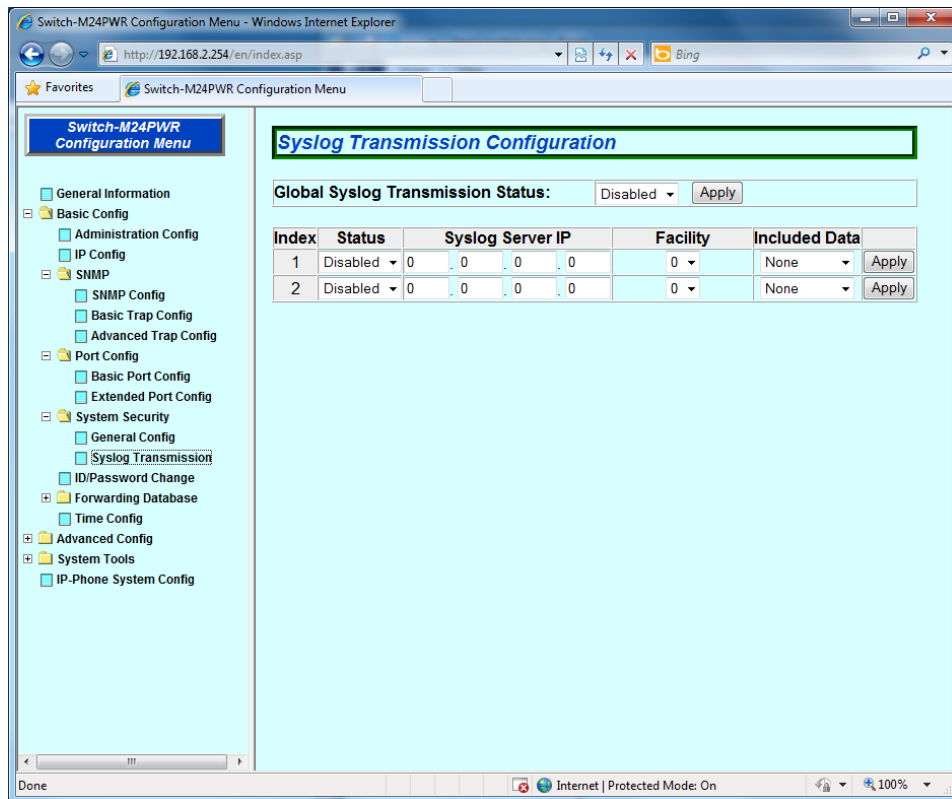 Switch-M24PWR Configuration Menu - Windows Internet Explorer
http://192.168.2.254/en/index.asp
Bing
Favorites
Switch-M24PWR Configuration Menu
Switch-M24PWR
Configuration Menu
General Information
Basic Config
Administration Config
IP Config
SNMP
SNMP Config
Basic Trap Config
Advanced Trap Config
Port Config
Basic Port Config
Extended Port Config
System Security
General Config
Syslog Transmission
ID/Password Change
Forwarding Database
Time Config
Advanced Config
System Tools
IP-Phone System Config
Syslog Transmission Configuration
Global Syslog Transmission Status: Disabled Apply
Index Status Syslog Server IP Facility Included Data
1 Disabled 0 . 0 . 0 . 0 0 None Apply
2 Disabled 0 . 0 . 0 . 0 0 None Apply
Done Internet | Protected Mode: On 100%